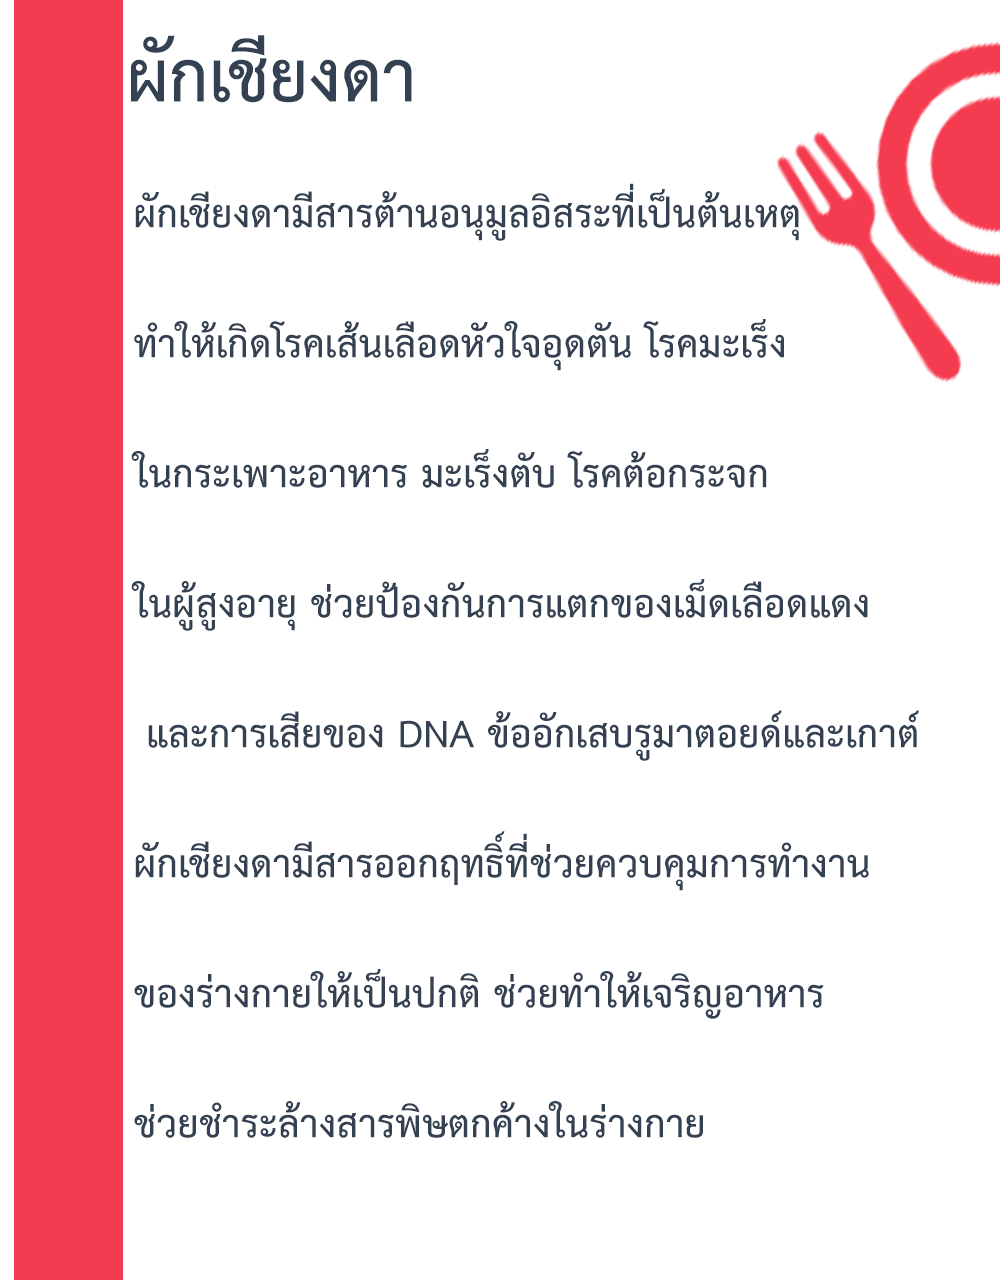 ผักเชียงดา
ผักเชียงดามีสารต้านอนุมูลอิสระที่เป็นต้นเหตุ
ทำให้เกิดโรคเส้นเลือดหัวใจอุดตัน โรคมะเร็ง
ในกระเพาะอาหาร มะเร็งตับ โรคต้อกระจก
ในผู้สูงอายุ ช่วยป้องกันการแตกของเม็ดเลือดแดง
และการเสียของ DNA ข้ออักเสบรูมาตอยด์และเกาต์
ผักเชียงดามีสารออกฤทธิ์ที่ช่วยควบคุมการทำงาน
ของร่างกายให้เป็นปกติ ช่วยทำให้เจริญอาหาร
ช่วยชำระล้างสารพิษตกค้างในร่างกาย